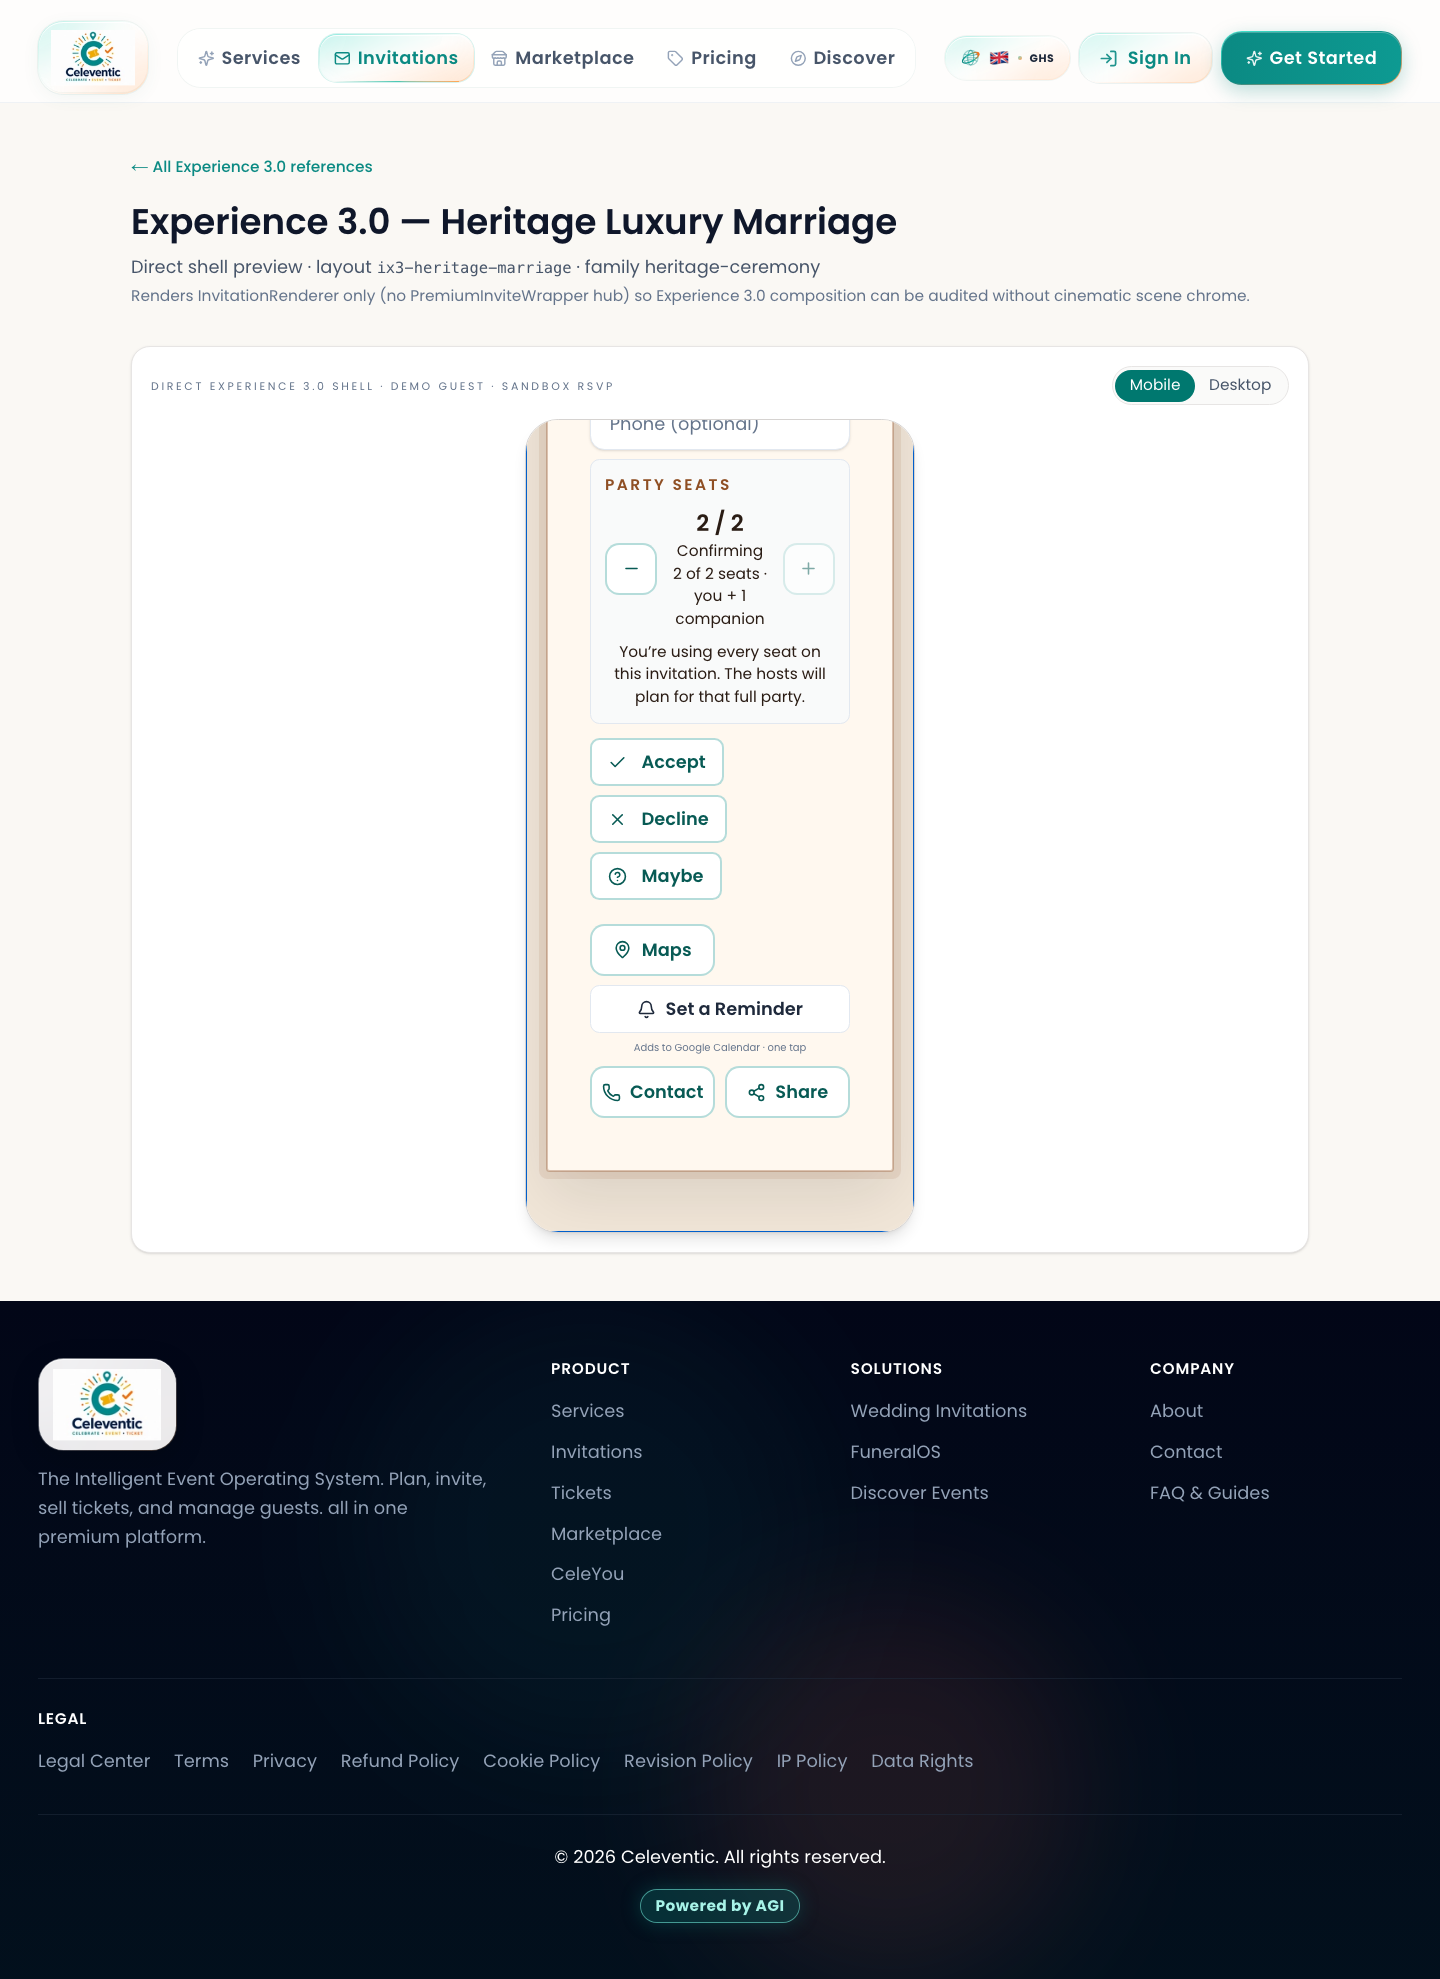 Celeventic
CELEBRATE • EVENT • TICKET
Services
Invitations
Marketplace
Pricing
Discover
GHS
Sign In
Get Started
← All Experience 3.0 references
Experience 3.0 — Heritage Luxury Marriage
Direct shell preview · layout ix3-heritage-marriage · family heritage-ceremony
Renders InvitationRenderer only (no PremiumInviteWrapper hub) so Experience 3.0 composition can be audited without cinematic scene chrome.
DIRECT EXPERIENCE 3.0 SHELL · DEMO GUEST · SANDBOX RSVP
Mobile
Desktop
Phone (optional)
PARTY SEATS
2 / 2
Confirming
2 of 2 seats ·
you + 1
companion
You’re using every seat on
this invitation. The hosts will
plan for that full party.
Accept
Decline
Maybe
Maps
Set a Reminder
Adds to Google Calendar · one tap
Contact
Share
Celeventic
CELEBRATE • EVENT • TICKET
The Intelligent Event Operating System. Plan, invite,
sell tickets, and manage guests. all in one
premium platform.
PRODUCT
Services
Invitations
Tickets
Marketplace
CeleYou
Pricing
SOLUTIONS
Wedding Invitations
FuneralOS
Discover Events
COMPANY
About
Contact
FAQ & Guides
LEGAL
Legal Center
Terms
Privacy
Refund Policy
Cookie Policy
Revision Policy
IP Policy
Data Rights
© 2026 Celeventic. All rights reserved.
Powered by AGI